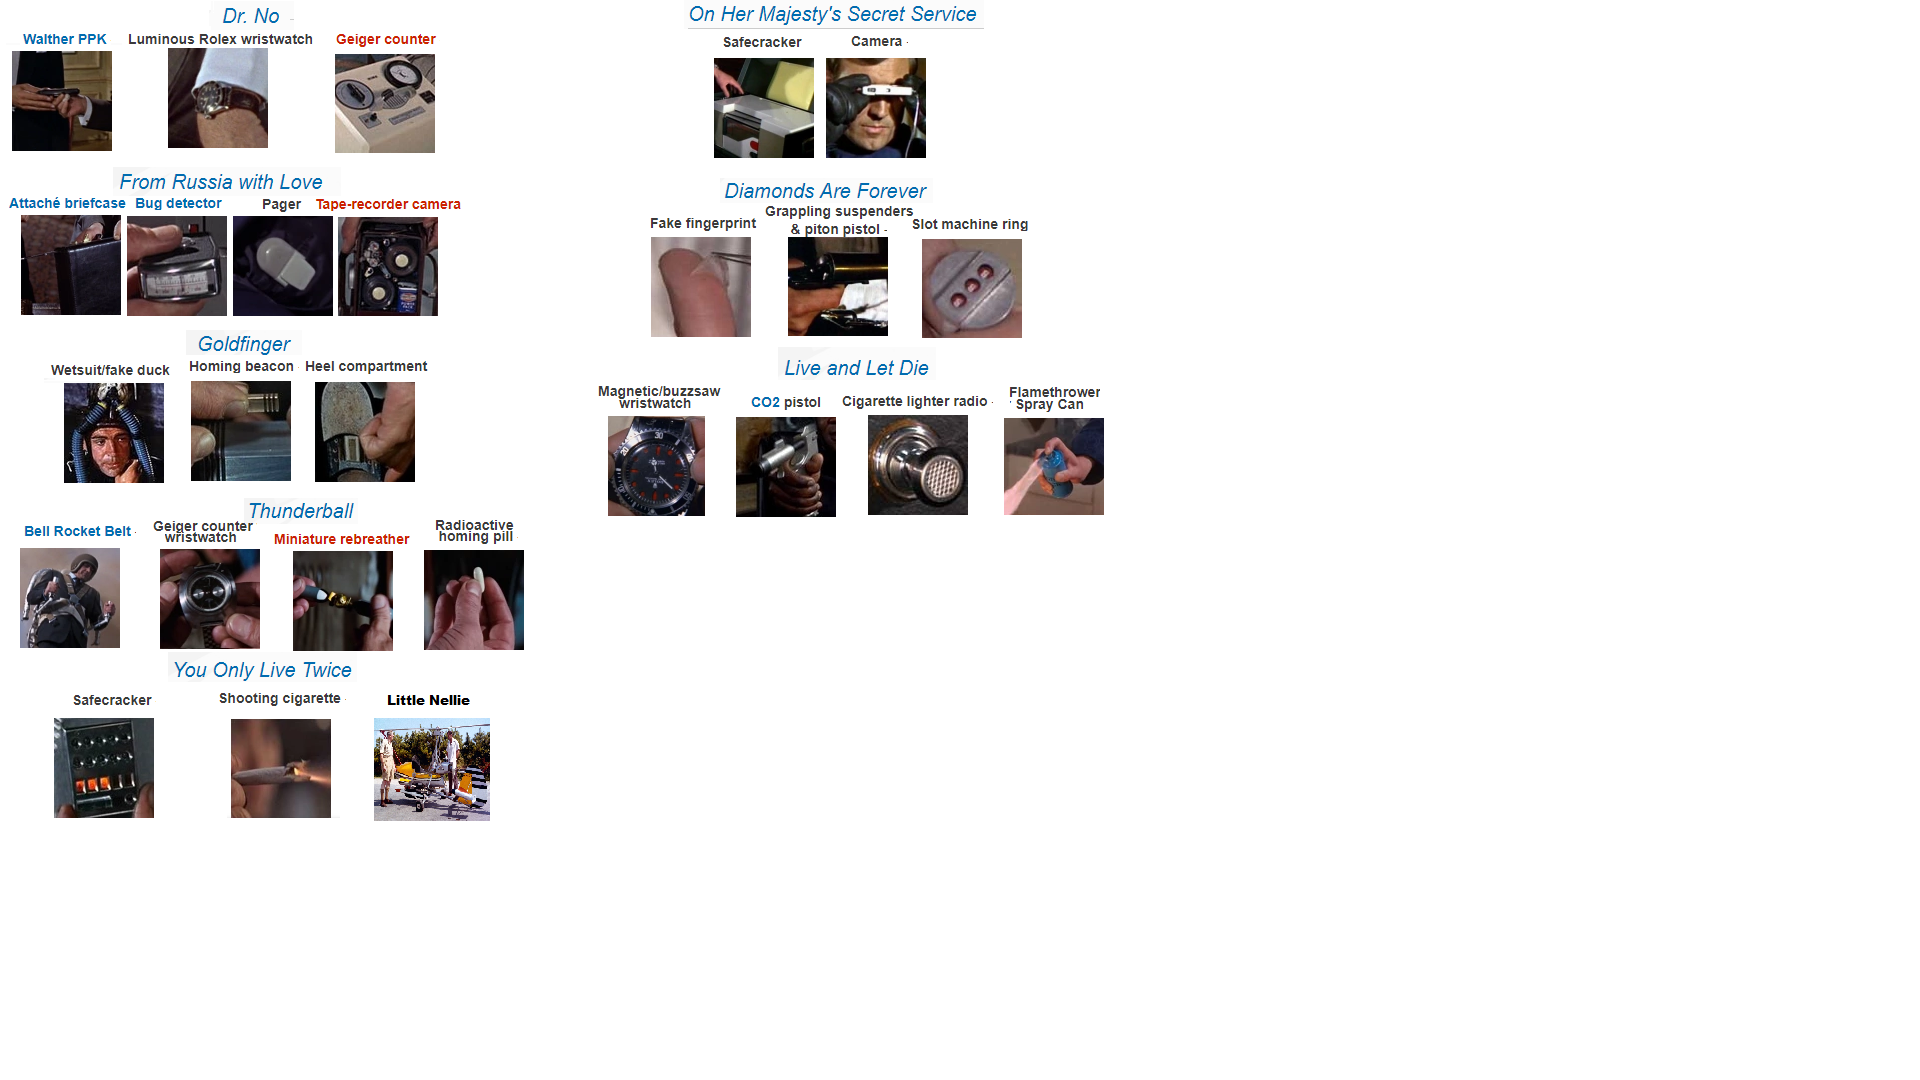 Dr. No
Walther PPK
Luminous Rolex wristwatch
Geiger counter
From Russia with Love
Attaché briefcase
Bug detector
Pager
Tape-recorder camera
Goldfinger
Wetsuit/fake duck
Homing beacon
Heel compartment
Thunderball
Bell Rocket Belt
Geiger counter
wristwatch
Miniature rebreather
Radioactive
homing pill
You Only Live Twice
Safecracker
Shooting cigarette
Little Nellie
On Her Majesty's Secret Service
Safecracker
Camera
Diamonds Are Forever
Fake fingerprint
Grappling suspenders
& piton pistol
Slot machine ring
Live and Let Die
Magnetic/buzzsaw
wristwatch
CO2 pistol
Cigarette lighter radio
Flamethrower
Spray Can